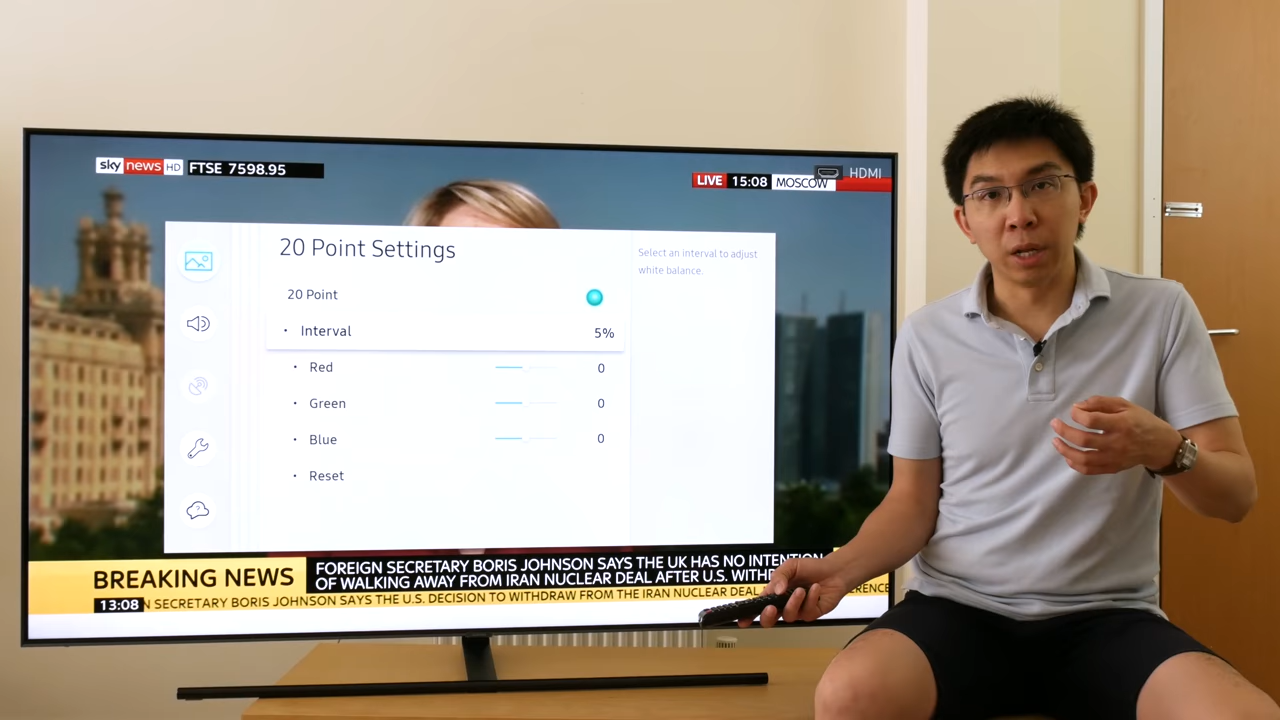 sky news HD
FTSE 7598.95
LIVE 15:08 MOSCOW
HDMI
20 Point Settings
Select an interval to adjust
white balance.
20 Point
· Interval 5%
· Red 0
· Green 0
· Blue 0
· Reset
BREAKING NEWS
FOREIGN SECRETARY BORIS JOHNSON SAYS THE UK HAS NO INTENTION
OF WALKING AWAY FROM IRAN NUCLEAR DEAL AFTER U.S.
13:08 N SECRETARY BORIS JOHNSON SAYS THE U.S. DECISION TO WITHDRAW FROM THE IRAN NUCLEAR DEAL